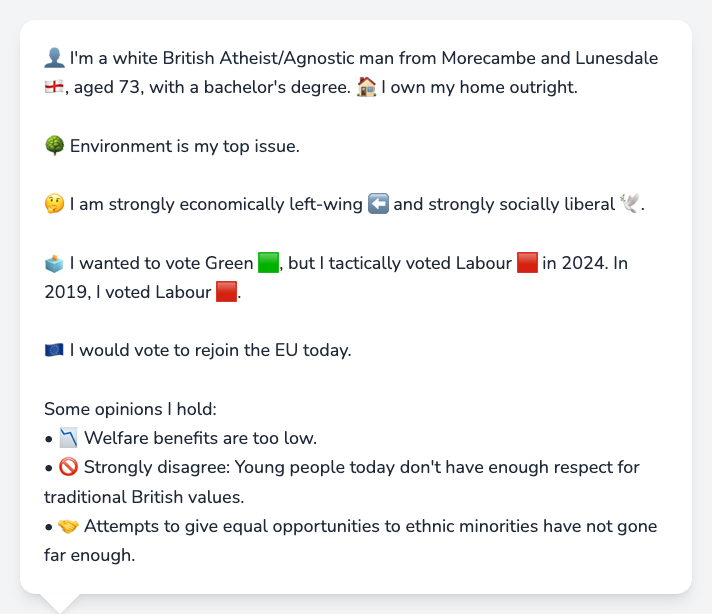 👤 I'm a white British Atheist/Agnostic man from Morecambe and Lunesdale
🏴󠁧󠁢󠁥󠁮󠁧󠁿, aged 73, with a bachelor's degree. 🏠 I own my home outright.
🌳 Environment is my top issue.
🤔 I am strongly economically left-wing ⬅️ and strongly socially liberal 🕊️.
🗳️ I wanted to vote Green 🟩, but I tactically voted Labour 🟥 in 2024. In
2019, I voted Labour 🟥.
🇪🇺 I would vote to rejoin the EU today.
Some opinions I hold:
• 📉 Welfare benefits are too low.
• 🚫 Strongly disagree: Young people today don't have enough respect for
traditional British values.
• 🤝 Attempts to give equal opportunities to ethnic minorities have not gone
far enough.